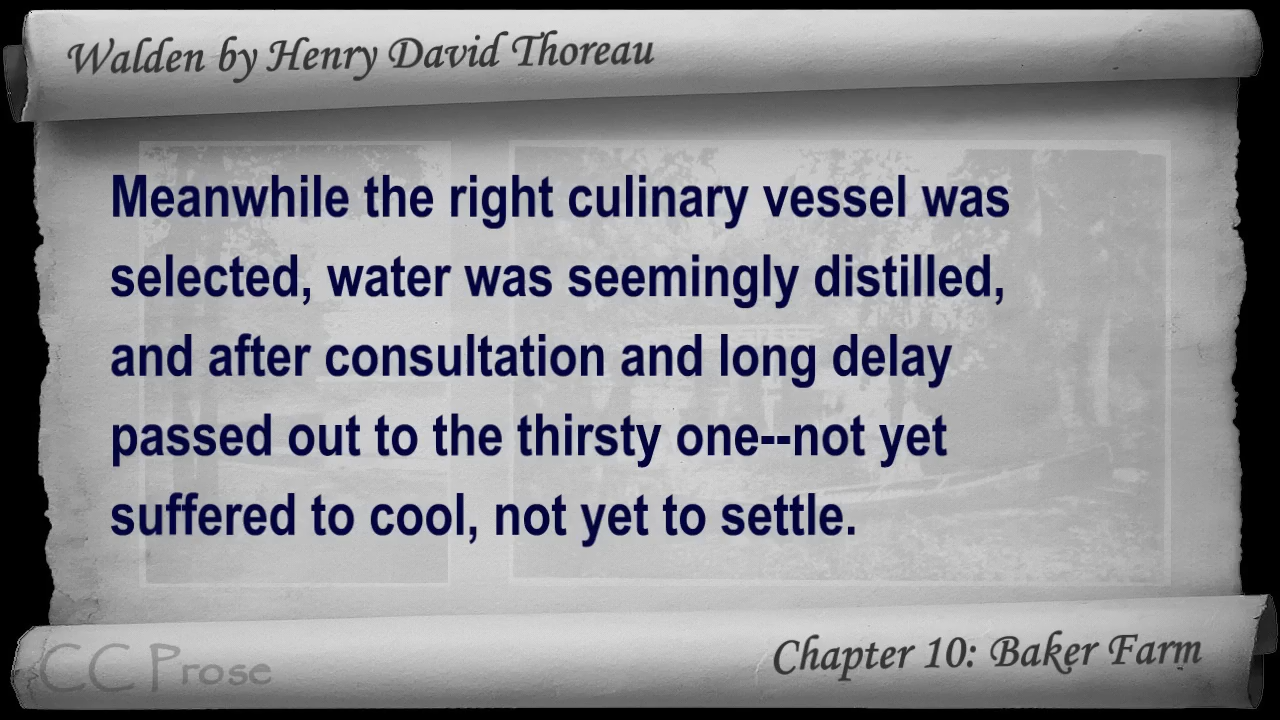 Walden by Henry David Thoreau
Meanwhile the right culinary vessel was
selected, water was seemingly distilled,
and after consultation and long delay
passed out to the thirsty one--not yet
suffered to cool, not yet to settle.
CC Prose
Chapter 10: Baker Farm